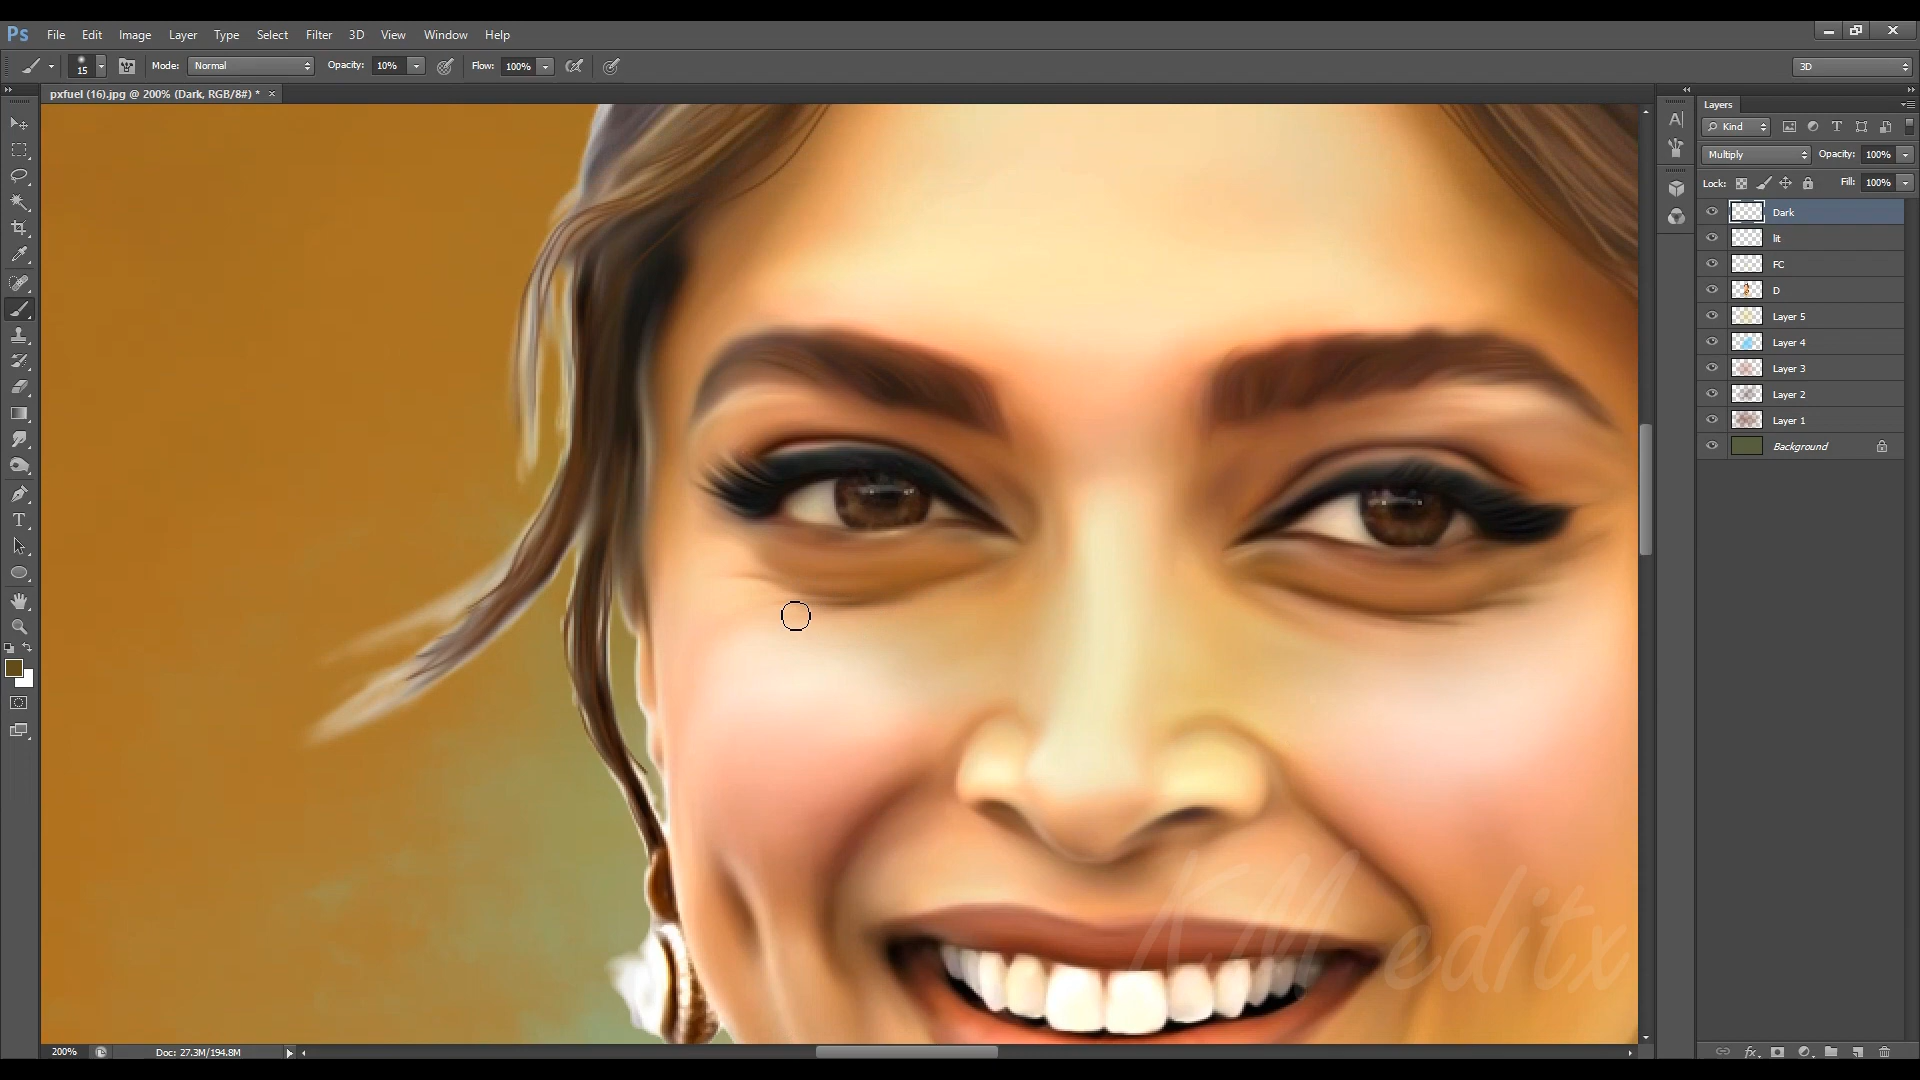 Ps File Edit Image Layer Type Select Filter 3D View Window Help
15 Mode: Normal Opacity: 10% Flow: 100% 3D
pxfuel (16).jpg @ 200% (Dark, RGB/8#) * ×
Layers
Kind
Multiply Opacity: 100%
Lock: Fill: 100%
Dark
lit
FC
D
Layer 5
Layer 4
Layer 3
Layer 2
Layer 1
Background
KM editx
200% Doc: 27.3M/194.8M